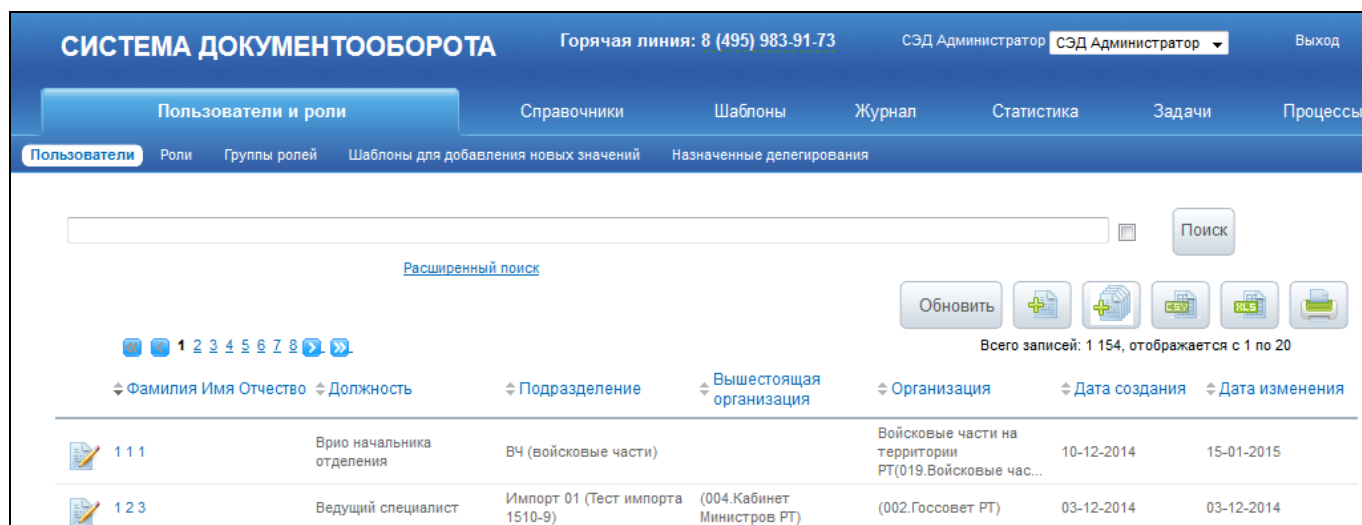 СИСТЕМА ДОКУМЕНТООБОРОТА
Горячая линия: 8 (495) 983-91-73
СЭД Администратор СЭД Администратор
Выход
Пользователи и роли Справочники Шаблоны Журнал Статистика Задачи Процессы
Пользователи Роли Группы ролей Шаблоны для добавления новых значений Назначенные делегирования
Поиск
Расширенный поиск
Обновить CSV XLS
1 2 3 4 5 6 7 8
Всего записей: 1 154, отображается с 1 по 20
Фамилия Имя Отчество Должность Подразделение Вышестоящая организация Организация Дата создания Дата изменения
1 1 1
Врио начальника
отделения
ВЧ (войсковые части)
Войсковые части на
территории
РТ(019.Войсковые час...
10-12-2014
15-01-2015
1 2 3
Ведущий специалист
Импорт 01 (Тест импорта
1510-9)
(004.Кабинет
Министров РТ)
(002.Госсовет РТ)
03-12-2014
03-12-2014